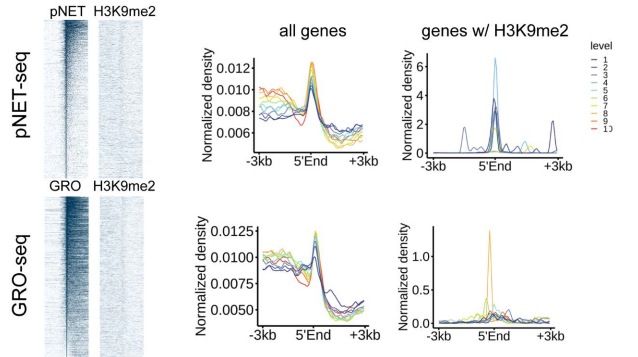 pNET H3K9me2
pNET-seq
all genes
Normalized density
0.012
0.010
0.008
0.006
-3kb 5'End +3kb
genes w/ H3K9me2
Normalized density
6
4
2
0
-3kb 5'End +3kb
level
1
2
3
4
5
6
7
8
9
10
GRO H3K9me2
GRO-seq
Normalized density
0.0125
0.0100
0.0075
0.0050
-3kb 5'End +3kb
Normalized density
1.0
0.5
0.0
-3kb 5'End +3kb